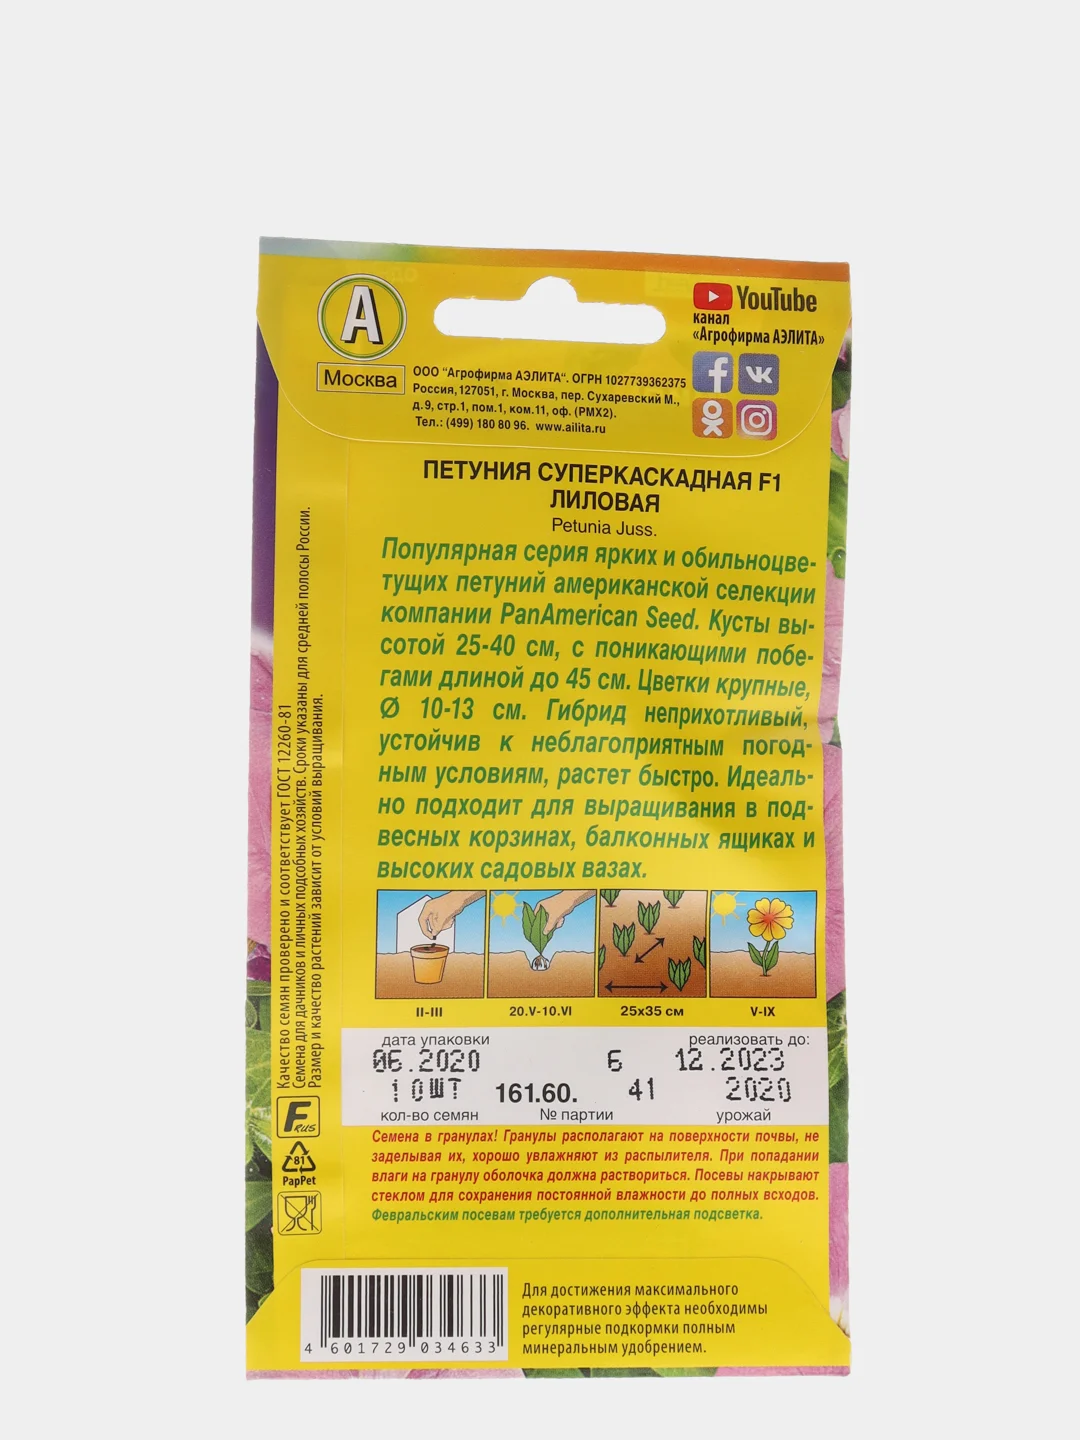 А
Москва
ООО "Агрофирма АЭЛИТА". ОГРН 1027739362375
Россия,127051, г. Москва, пер. Сухаревский М.,
д. 9, стр.1, пом.1, ком.11, оф. (РМХ2).
Тел.: (499) 180 80 96. www.ailita.ru
YouTube
канал
«Агрофирма АЭЛИТА»
ПЕТУНИЯ СУПЕРКАСКАДНАЯ F1
ЛИЛОВАЯ
Petunia Juss.
Популярная серия ярких и обильноцве-
тущих петуний американской селекции
компании PanAmerican Seed. Кусты вы-
сотой 25-40 см, с поникающими побе-
гами длиной до 45 см. Цветки крупные,
Ø 10-13 см. Гибрид неприхотливый,
устойчив к неблагоприятным погод-
ным условиям, растет быстро. Идеаль-
но подходит для выращивания в под-
весных корзинах, балконных ящиках и
высоких садовых вазах.
II-III 20.V-10.VI 25x35 см V-IX
дата упаковки реализовать до:
06.2020 6 12.2023
10ШТ 161.60. 41 2020
кол-во семян № партии урожай
Семена в гранулах! Гранулы располагают на поверхности почвы, не
заделывая их, хорошо увлажняют из распылителя. При попадании
влаги на гранулу оболочка должна раствориться. Посевы накрывают
стеклом для сохранения постоянной влажности до полных всходов.
Февральским посевам требуется дополнительная подсветка.
Качество семян проверено и соответствует ГОСТ 12260-81
Семена для дачников и личных подсобных хозяйств. Сроки указаны для средней полосы России.
Размер и качество растений зависит от условий выращивания.
F RUS
81
PapPet
4 601729 034633
Для достижения максимального
декоративного эффекта необходимы
регулярные подкормки полным
минеральным удобрением.